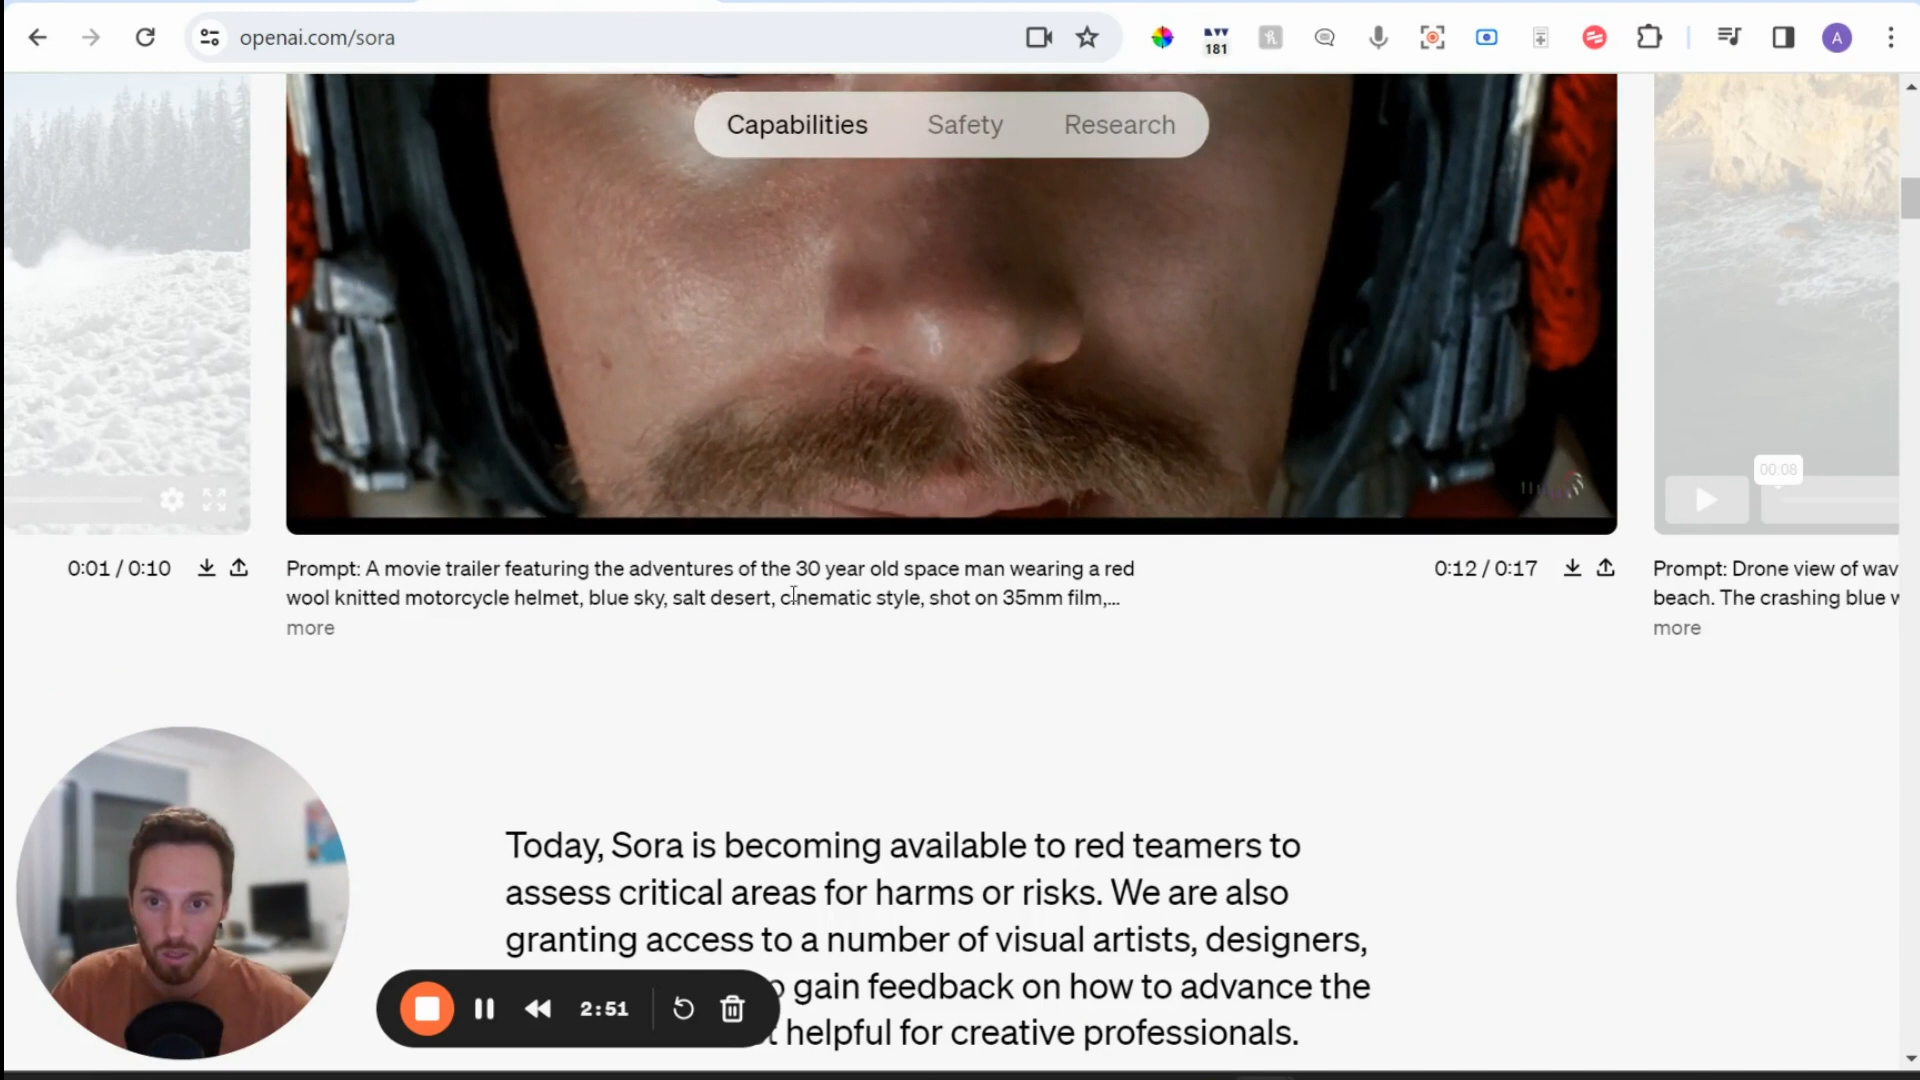 openai.com/sora
181
A
Capabilities
Safety
Research
00:08
0:01 / 0:10
Prompt: A movie trailer featuring the adventures of the 30 year old space man wearing a red
wool knitted motorcycle helmet, blue sky, salt desert, cinematic style, shot on 35mm film,...
more
0:12 / 0:17
Prompt: Drone view of wav
beach. The crashing blue w
more
Today, Sora is becoming available to red teamers to
assess critical areas for harms or risks. We are also
granting access to a number of visual artists, designers,
o gain feedback on how to advance the
t helpful for creative professionals.
2:51